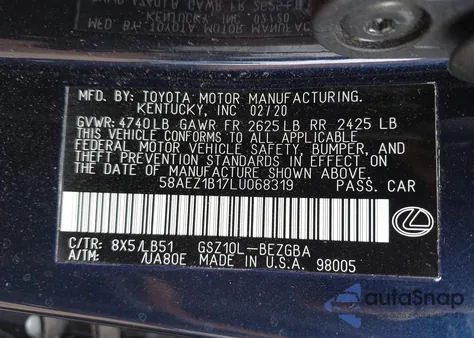 MFD. BY: TOYOTA MOTOR MANUFACTURING.
KENTUCKY, INC 02/20
GVWR: 4740LB GAWR FR 2625LB RR 2425 LB
THIS VEHICLE CONFORMS TO ALL APPLICABLE
FEDERAL MOTOR VEHICLE SAFETY, BUMPER, AND
THEFT PREVENTION STANDARDS IN EFFECT ON
THE DATE OF MANUFACTURE SHOWN ABOVE.
58AEZ1B17LU068319 PASS. CAR
C/TR: 8X5/LB51 GSZ10L-BEZGBA
A/TM: /UA80E MADE IN U.S.A. 98005
autoSnap